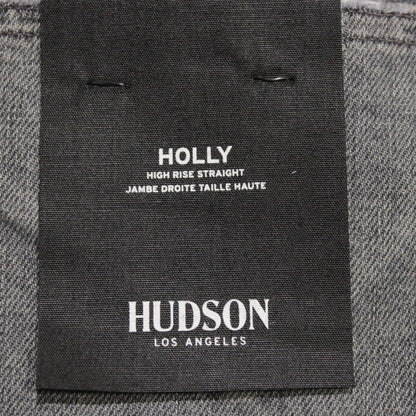 HOLLY
HIGH RISE STRAIGHT
JAMBE DROITE TAILLE HAUTE
HUDSON
LOS ANGELES